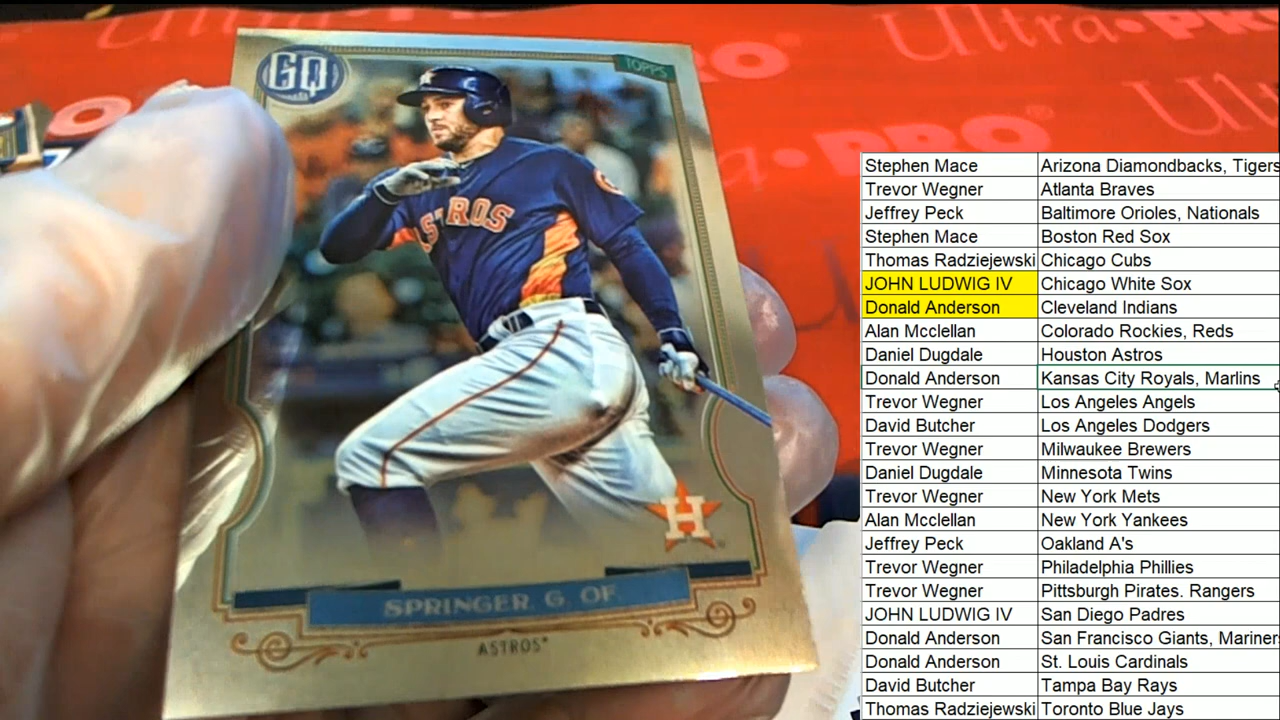 Ultra·PRO
GQ
TOPPS
ASTROS
H
SPRINGER, G OF
ASTROS
Stephen Mace Arizona Diamondbacks, Tigers
Trevor Wegner Atlanta Braves
Jeffrey Peck Baltimore Orioles, Nationals
Stephen Mace Boston Red Sox
Thomas Radziejewski Chicago Cubs
JOHN LUDWIG IV Chicago White Sox
Donald Anderson Cleveland Indians
Alan Mcclellan Colorado Rockies, Reds
Daniel Dugdale Houston Astros
Donald Anderson Kansas City Royals, Marlins
Trevor Wegner Los Angeles Angels
David Butcher Los Angeles Dodgers
Trevor Wegner Milwaukee Brewers
Daniel Dugdale Minnesota Twins
Trevor Wegner New York Mets
Alan Mcclellan New York Yankees
Jeffrey Peck Oakland A's
Trevor Wegner Philadelphia Phillies
Trevor Wegner Pittsburgh Pirates. Rangers
JOHN LUDWIG IV San Diego Padres
Donald Anderson San Francisco Giants, Mariner
Donald Anderson St. Louis Cardinals
David Butcher Tampa Bay Rays
Thomas Radziejewski Toronto Blue Jays